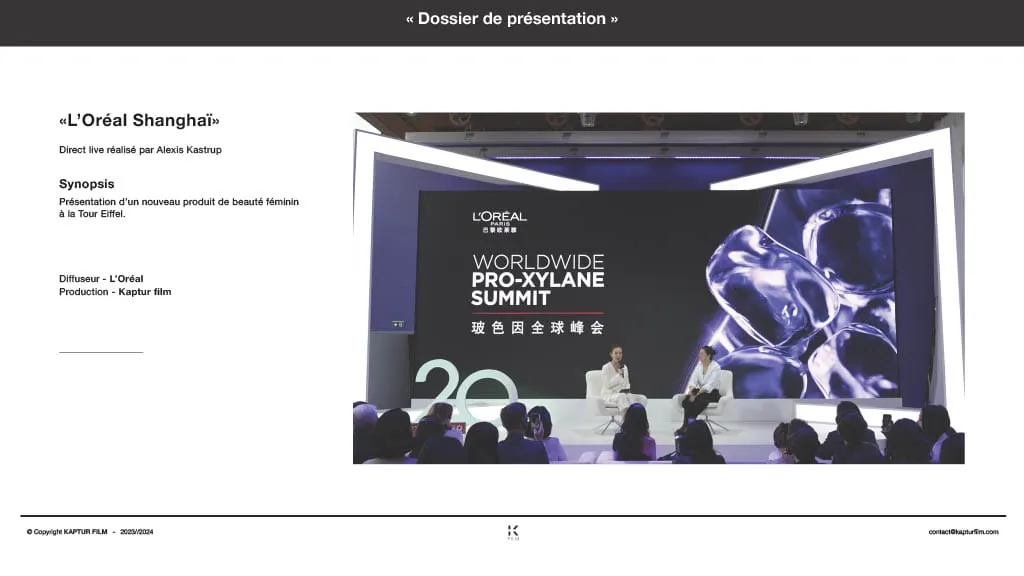 « Dossier de présentation »
«L'Oréal Shanghaï»
Direct live réalisé par Alexis Kastrup
Synopsis
Présentation d'un nouveau produit de beauté féminin
à la Tour Eiffel.
Diffuseur - L'Oréal
Production - Kaptur film
L'ORÉAL
PARIS
巴黎欧莱雅
WORLDWIDE
PRO-XYLANE
SUMMIT
玻色因全球峰会
20
© Copyright KAPTUR FILM - 2023//2024
K
FILM
contact@kapturfilm.com